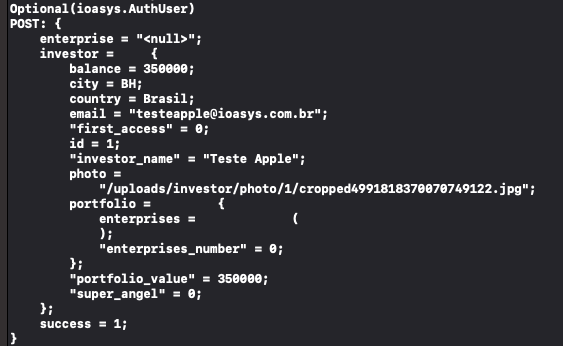 Optional(ioasys.AuthUser)
POST: {
    enterprise = "<null>";
    investor =     {
        balance = 350000;
        city = BH;
        country = Brasil;
        email = "testeapple@ioasys.com.br";
        "first_access" = 0;
        id = 1;
        "investor_name" = "Teste Apple";
        photo =
            "/uploads/investor/photo/1/cropped4991818370070749122.jpg";
        portfolio =         {
            enterprises =             (
            );
            "enterprises_number" = 0;
        };
        "portfolio_value" = 350000;
        "super_angel" = 0;
    };
    success = 1;
}